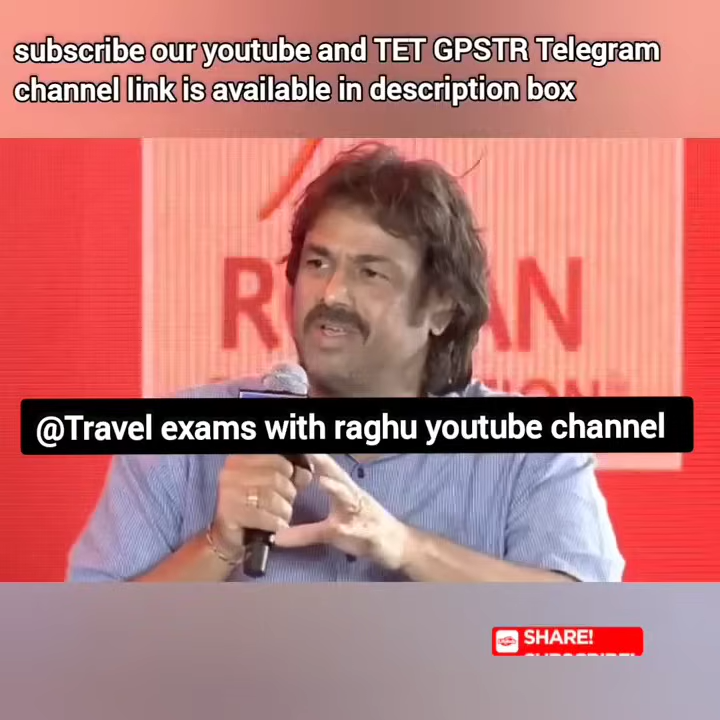 subscribe our youtube and TET GPSTR Telegram
channel link is available in description box
@Travel exams with raghu youtube channel
SHARE!